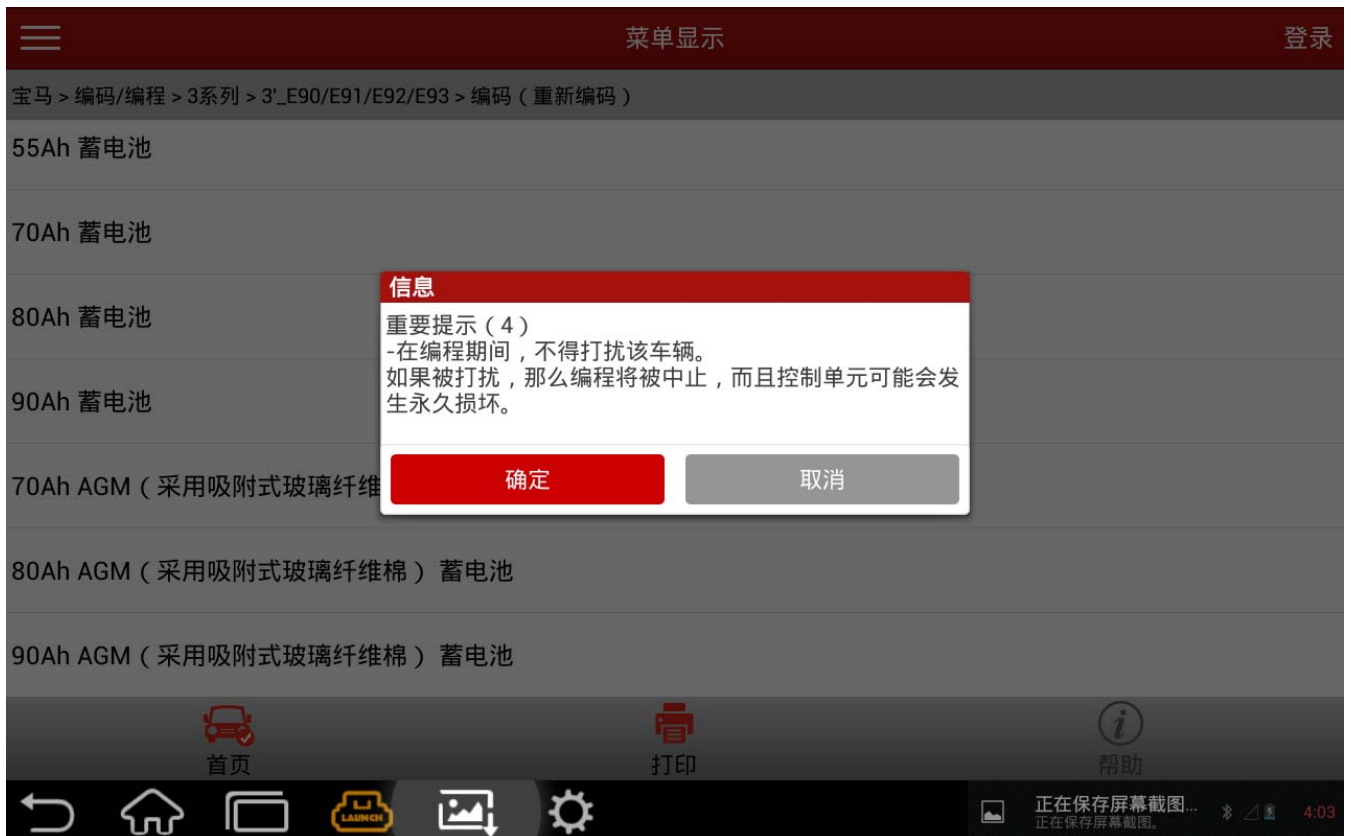 菜单显示
登录
宝马 > 编码/编程 > 3系列 > 3'_E90/E91/E92/E93 > 编码（重新编码）
55Ah 蓄电池
70Ah 蓄电池
80Ah 蓄电池
90Ah 蓄电池
70Ah AGM（采用吸附式玻璃纤维
80Ah AGM（采用吸附式玻璃纤维棉） 蓄电池
90Ah AGM（采用吸附式玻璃纤维棉） 蓄电池
信息
重要提示（4）
-在编程期间，不得打扰该车辆。
如果被打扰，那么编程将被中止，而且控制单元可能会发
生永久损坏。
确定
取消
首页
打印
帮助
LAUNCH
正在保存屏幕截图...
正在保存屏幕截图。
4:03